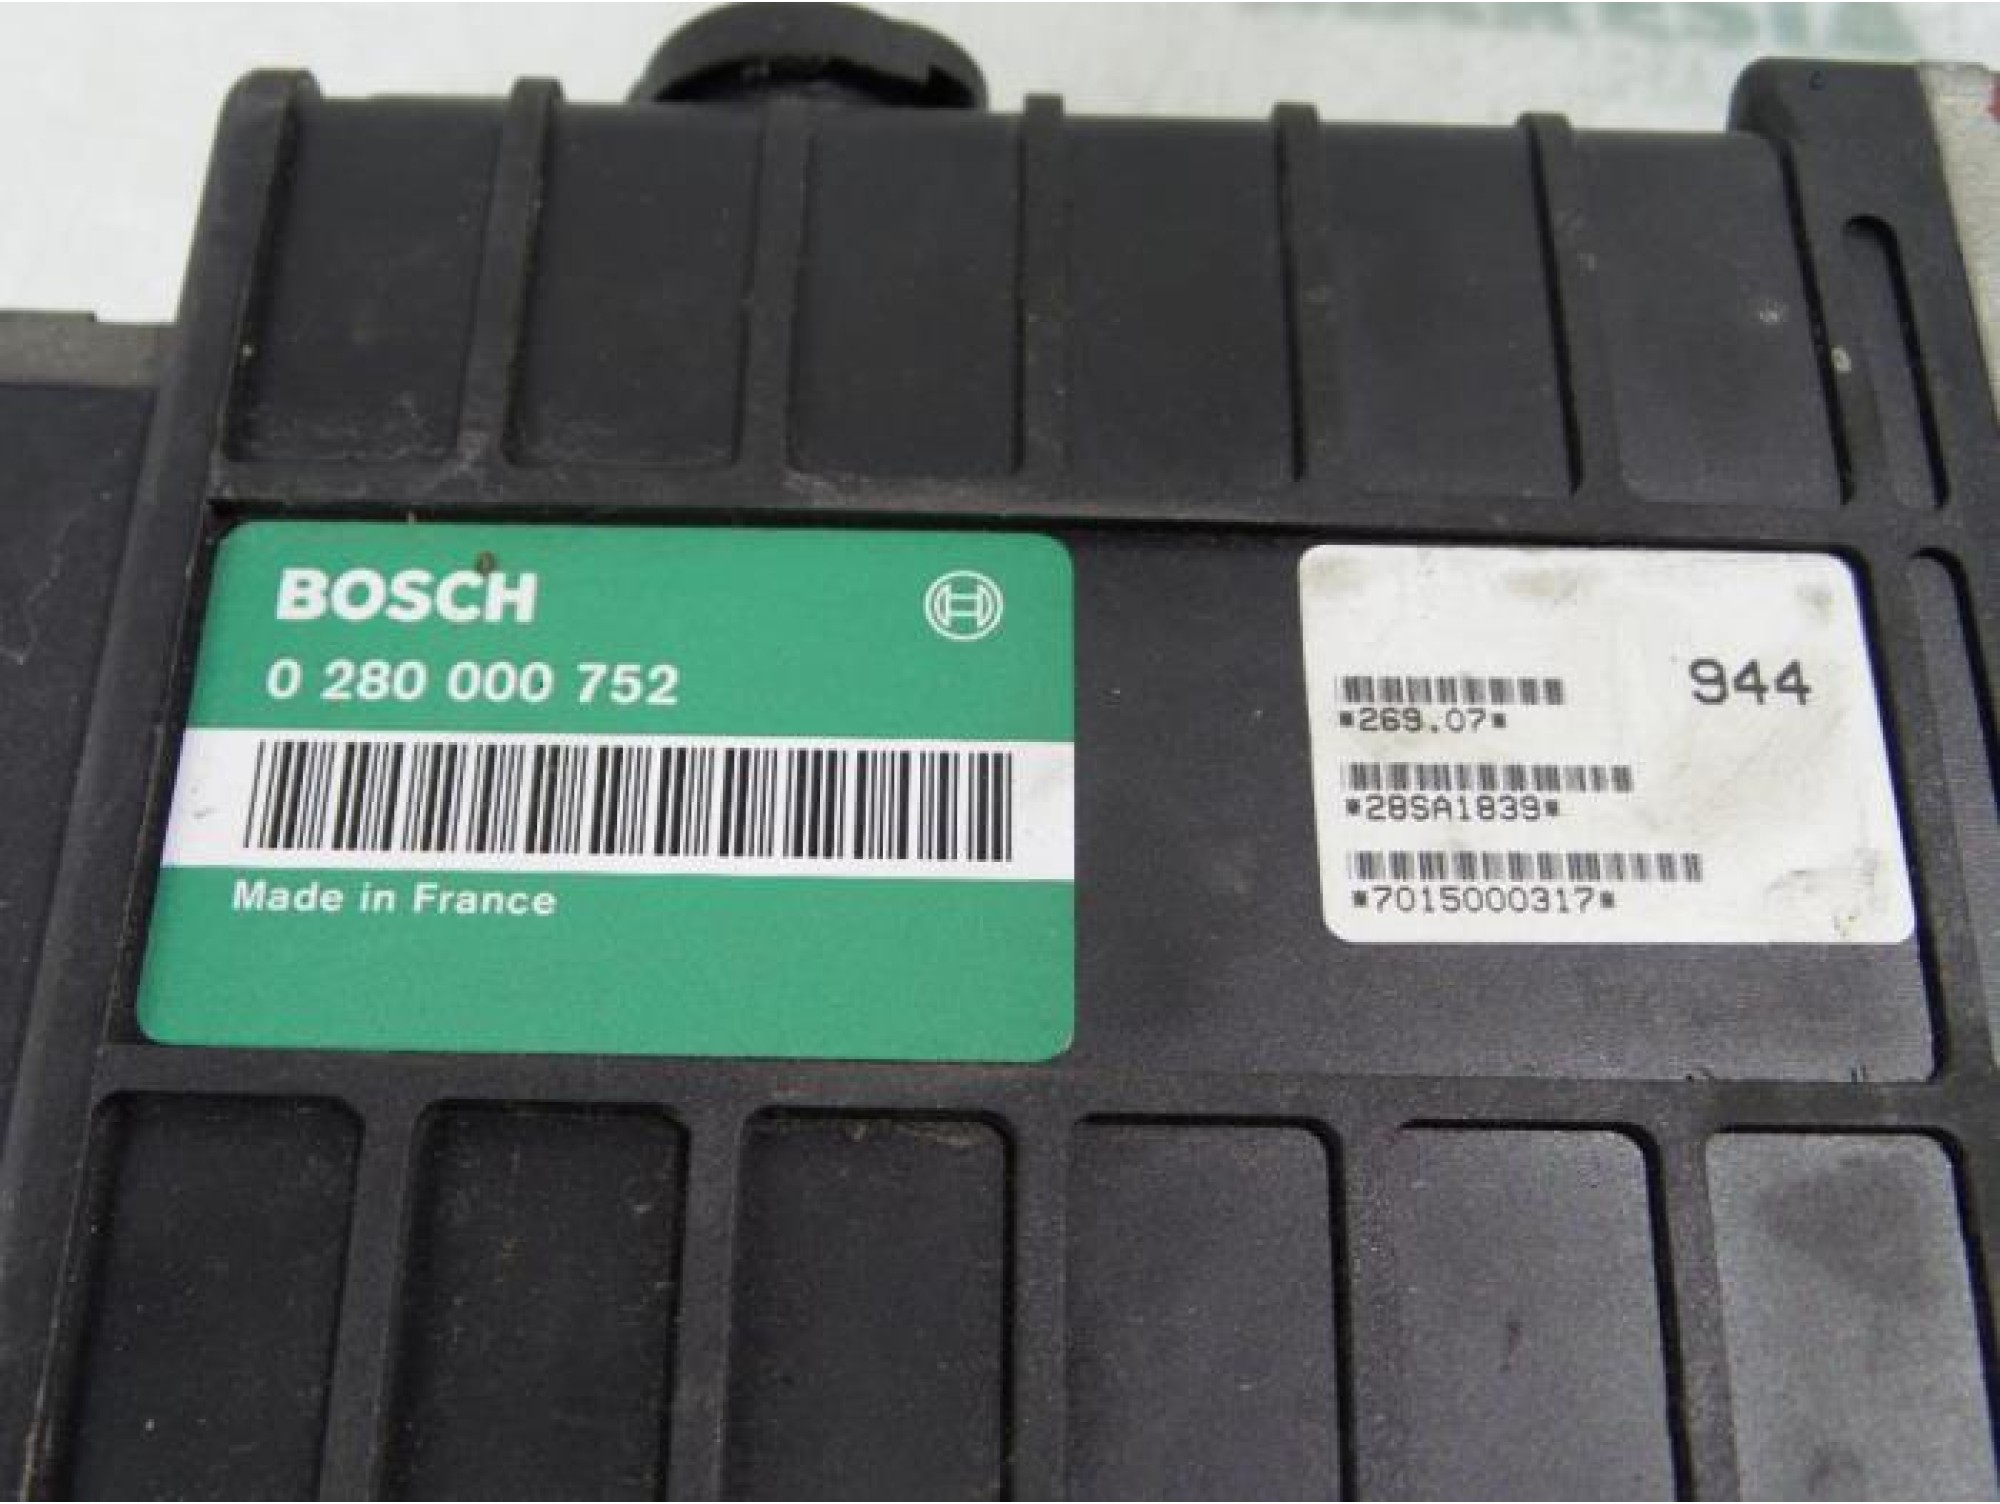 BOSCH
0 280 000 752
Made in France
944
*269.07*
*28SA1839*
*7015000317*